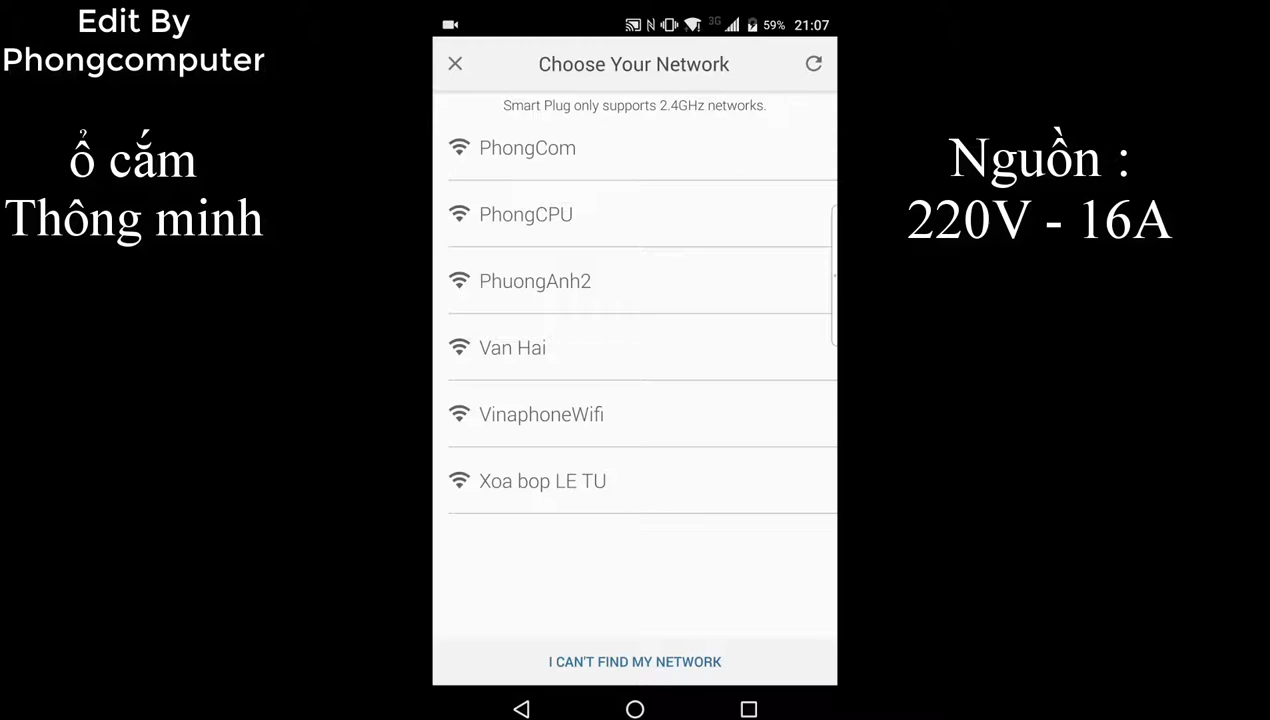 Edit By
Phongcomputer
ổ cắm
Thông minh
3G
59%
21:07
Choose Your Network
Smart Plug only supports 2.4GHz networks.
PhongCom
PhongCPU
PhuongAnh2
Van Hai
VinaphoneWifi
Xoa bop LE TU
I CAN'T FIND MY NETWORK
Nguồn :
220V - 16A